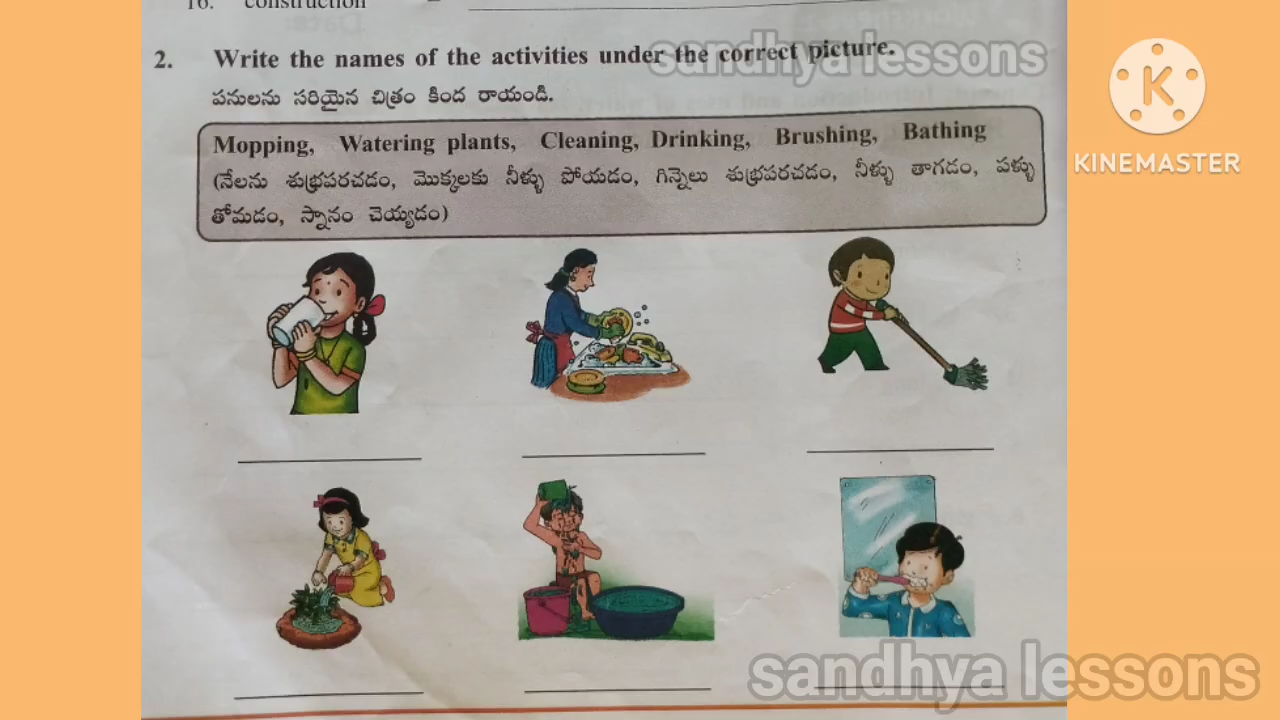 16. construction –
2. Write the names of the activities under the correct picture.
పనులను సరియైన చిత్రం కింద రాయండి.
Mopping, Watering plants, Cleaning, Drinking, Brushing, Bathing
(నేలను శుభ్రపరచడం, మొక్కలకు నీళ్ళు పోయడం, గిన్నెలు శుభ్రపరచడం, నీళ్ళు తాగడం, పళ్ళు
తోమడం, స్నానం చెయ్యడం)
sandhya lessons
K
KINEMASTER
sandhya lessons